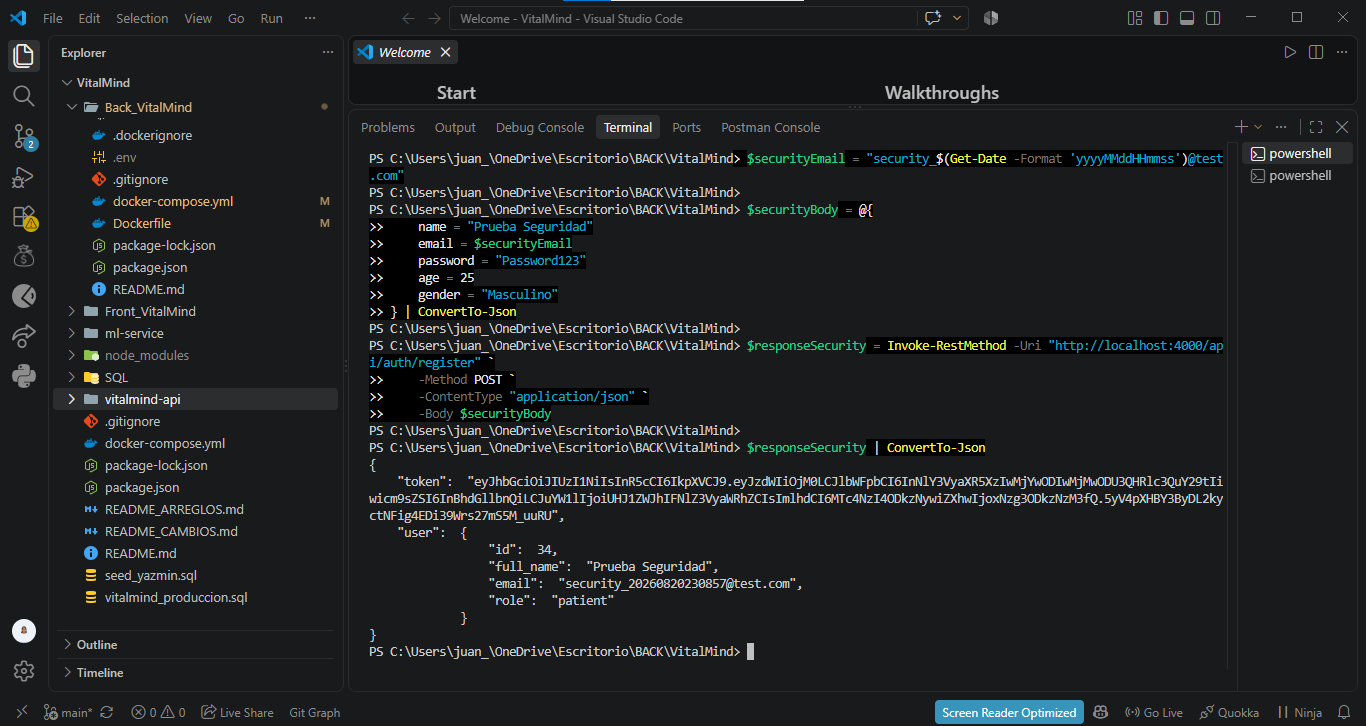 File Edit Selection View Go Run ···
Welcome - VitalMind - Visual Studio Code
Explorer
VitalMind
Back_VitalMind
.dockerignore
.env
.gitignore
docker-compose.yml M
Dockerfile M
package-lock.json
package.json
README.md
Front_VitalMind
ml-service
node_modules
SQL
vitalmind-api
.gitignore
docker-compose.yml
package-lock.json
package.json
README_ARREGLOS.md
README_CAMBIOS.md
README.md
seed_yazmin.sql
vitalmind_produccion.sql
Outline
Timeline
2
Welcome
Start Walkthroughs
Problems Output Debug Console Terminal Ports Postman Console
powershell
powershell
PS C:\Users\juan_\OneDrive\Escritorio\BACK\VitalMind> $securityEmail = "security_$(Get-Date -Format 'yyyyMMddHHmmss')@test
.com"
PS C:\Users\juan_\OneDrive\Escritorio\BACK\VitalMind>
PS C:\Users\juan_\OneDrive\Escritorio\BACK\VitalMind> $securityBody = @{
>>     name = "Prueba Seguridad"
>>     email = $securityEmail
>>     password = "Password123"
>>     age = 25
>>     gender = "Masculino"
>> } | ConvertTo-Json
PS C:\Users\juan_\OneDrive\Escritorio\BACK\VitalMind>
PS C:\Users\juan_\OneDrive\Escritorio\BACK\VitalMind> $responseSecurity = Invoke-RestMethod -Uri "http://localhost:4000/ap
i/auth/register" `
>>     -Method POST `
>>     -ContentType "application/json" `
>>     -Body $securityBody
PS C:\Users\juan_\OneDrive\Escritorio\BACK\VitalMind>
PS C:\Users\juan_\OneDrive\Escritorio\BACK\VitalMind> $responseSecurity | ConvertTo-Json
{
"token":
"user": {
"id": 34,
"full_name": "Prueba Seguridad",
"email": "security_20260820230857@test.com",
"role": "patient"
}
}
PS C:\Users\juan_\OneDrive\Escritorio\BACK\VitalMind>
main* 0 0 Live Share Git Graph
Screen Reader Optimized Go Live Quokka Ninja